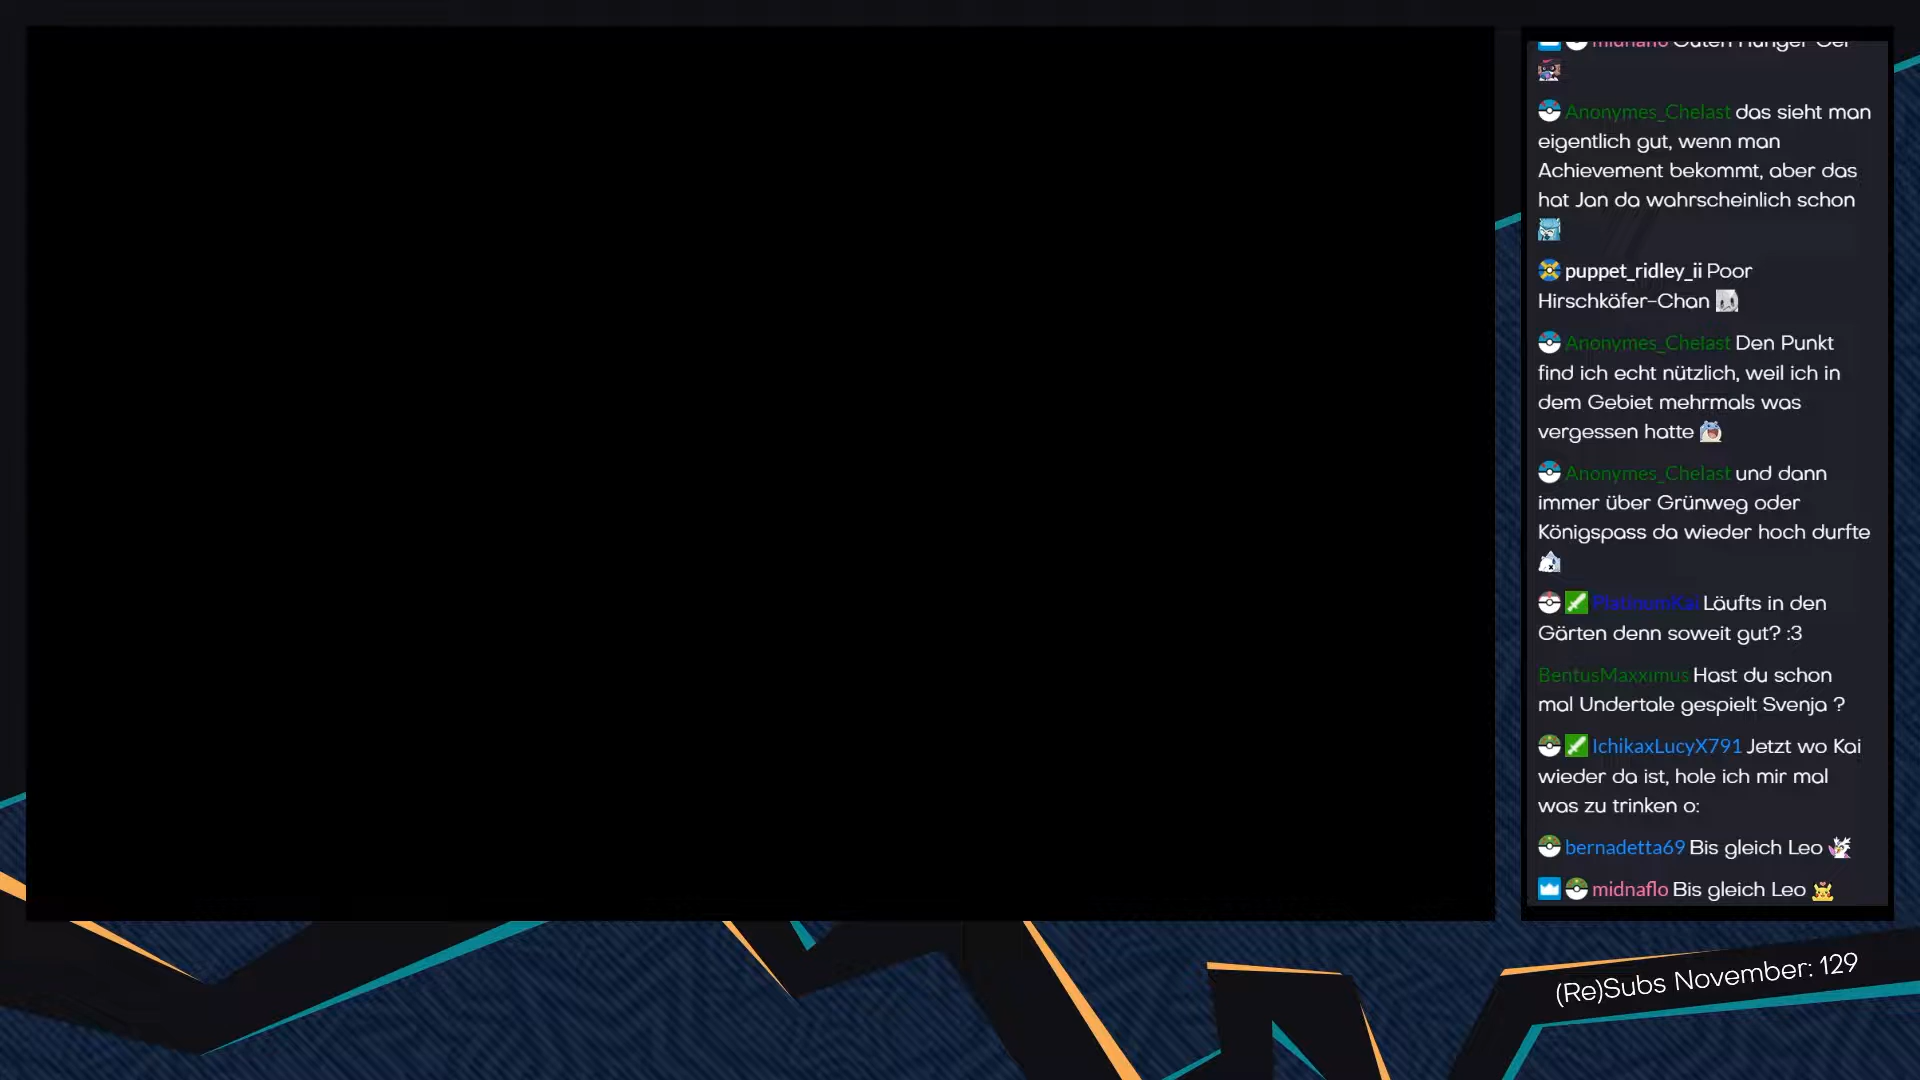 midnaflo Guten Hunger Oer
Anonymes_Chelast das sieht man
eigentlich gut, wenn man
Achievement bekommt, aber das
hat Jan da wahrscheinlich schon
puppet_ridley_ii Poor
Hirschkäfer-Chan
Anonymes_Chelast Den Punkt
find ich echt nützlich, weil ich in
dem Gebiet mehrmals was
vergessen hatte
Anonymes_Chelast und dann
immer über Grünweg oder
Königspass da wieder hoch durfte
PlatinumKai Läufts in den
Gärten denn soweit gut? :3
BentusMaxximus Hast du schon
mal Undertale gespielt Svenja ?
IchikaxLucyX791 Jetzt wo Kai
wieder da ist, hole ich mir mal
was zu trinken o:
bernadetta69 Bis gleich Leo
midnaflo Bis gleich Leo
(Re)Subs November: 129